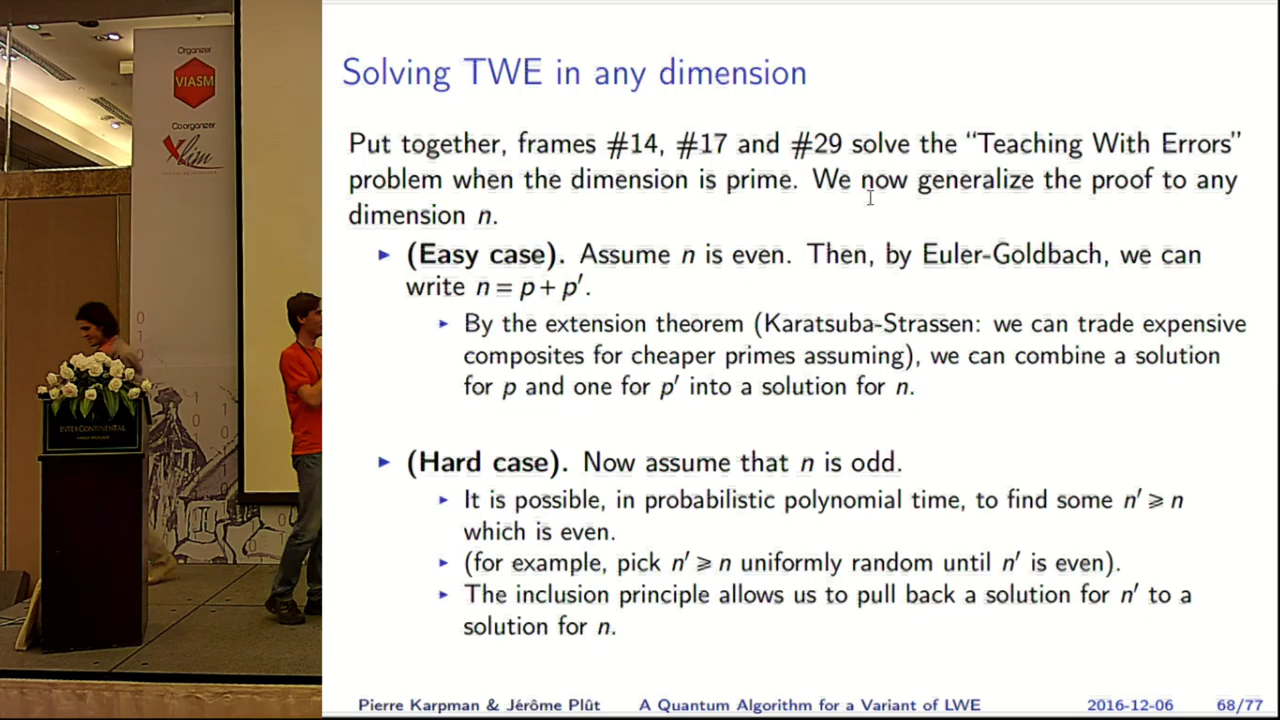 Organizer
VIASM
Coorganizer
Xlim
INTERCONTINENTAL
Solving TWE in any dimension
Put together, frames #14, #17 and #29 solve the “Teaching With Errors”
problem when the dimension is prime. We now generalize the proof to any
dimension n.
▸ (Easy case). Assume n is even. Then, by Euler-Goldbach, we can
write n = p + p′.
▸ By the extension theorem (Karatsuba-Strassen: we can trade expensive
composites for cheaper primes assuming), we can combine a solution
for p and one for p′ into a solution for n.
▸ (Hard case). Now assume that n is odd.
▸ It is possible, in probabilistic polynomial time, to find some n′ ⩾ n
which is even.
▸ (for example, pick n′ ⩾ n uniformly random until n′ is even).
▸ The inclusion principle allows us to pull back a solution for n′ to a
solution for n.
Pierre Karpman & Jérôme Plût A Quantum Algorithm for a Variant of LWE 2016-12-06 68/77